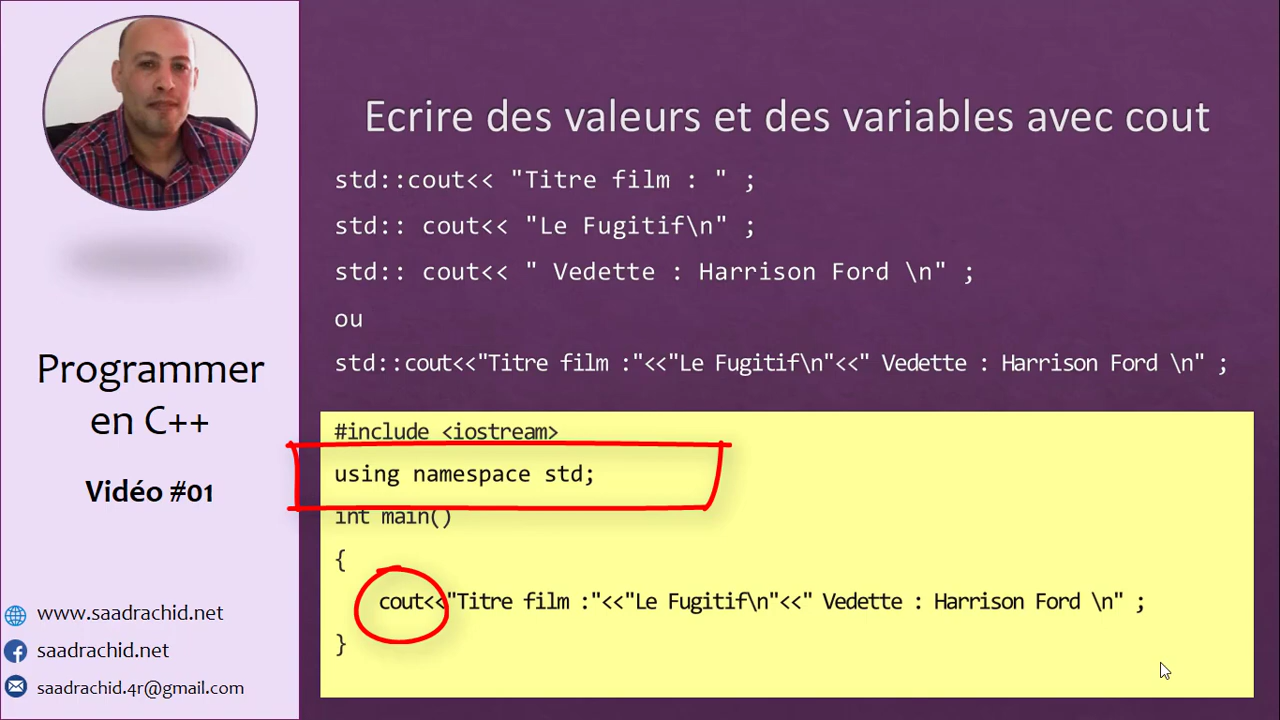 Ecrire des valeurs et des variables avec cout
std::cout<< "Titre film : " ;
std:: cout<< "Le Fugitif\n" ;
std:: cout<< " Vedette : Harrison Ford \n" ;
ou
std::cout<<"Titre film :"<<"Le Fugitif\n"<<" Vedette : Harrison Ford \n" ;
#include <iostream>
using namespace std;
int main()
{
cout<<"Titre film :"<<"Le Fugitif\n"<<" Vedette : Harrison Ford \n" ;
}
Programmer
en C++
Vidéo #01
www.saadrachid.net
saadrachid.net
saadrachid.4r@gmail.com